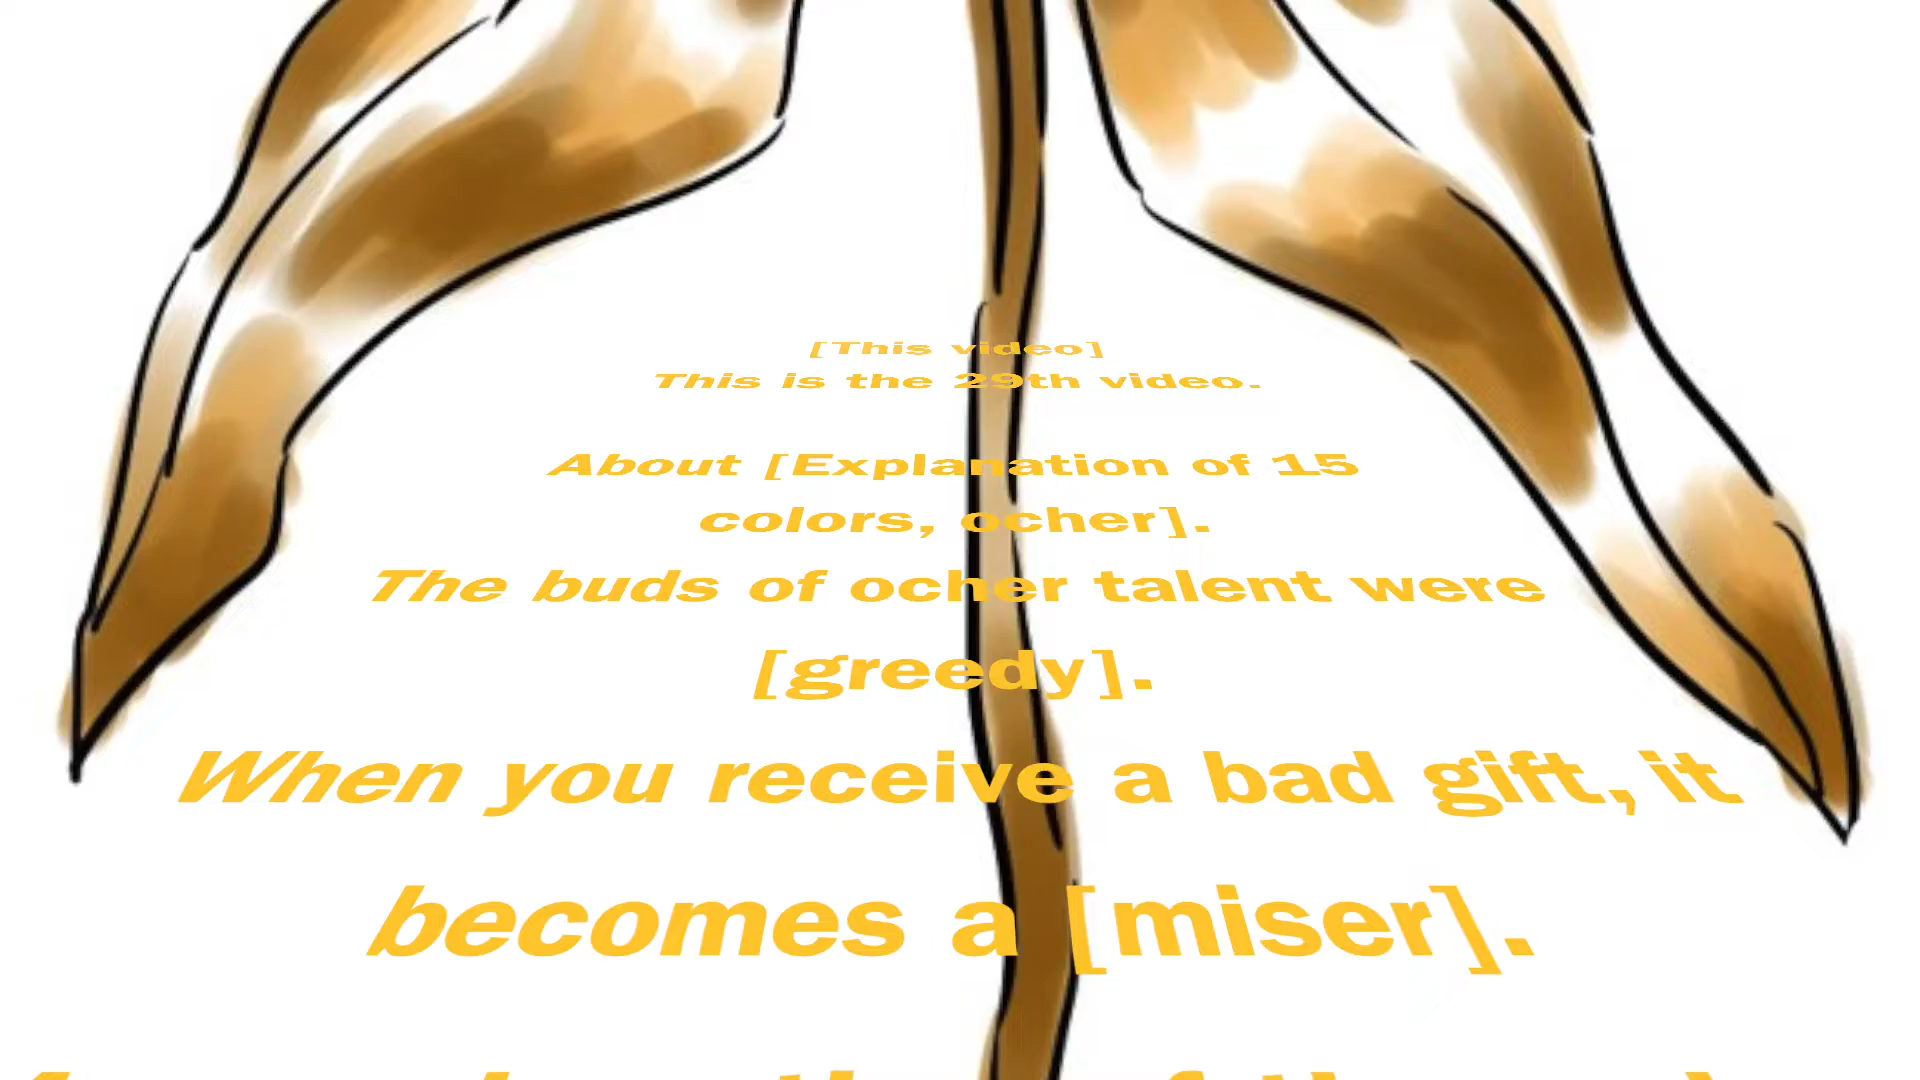 [This video]
This is the 29th video.
About [Explanation of 15
colors, ocher].
The buds of ocher talent were
[greedy].
When you receive a bad gift, it
becomes a [miser].